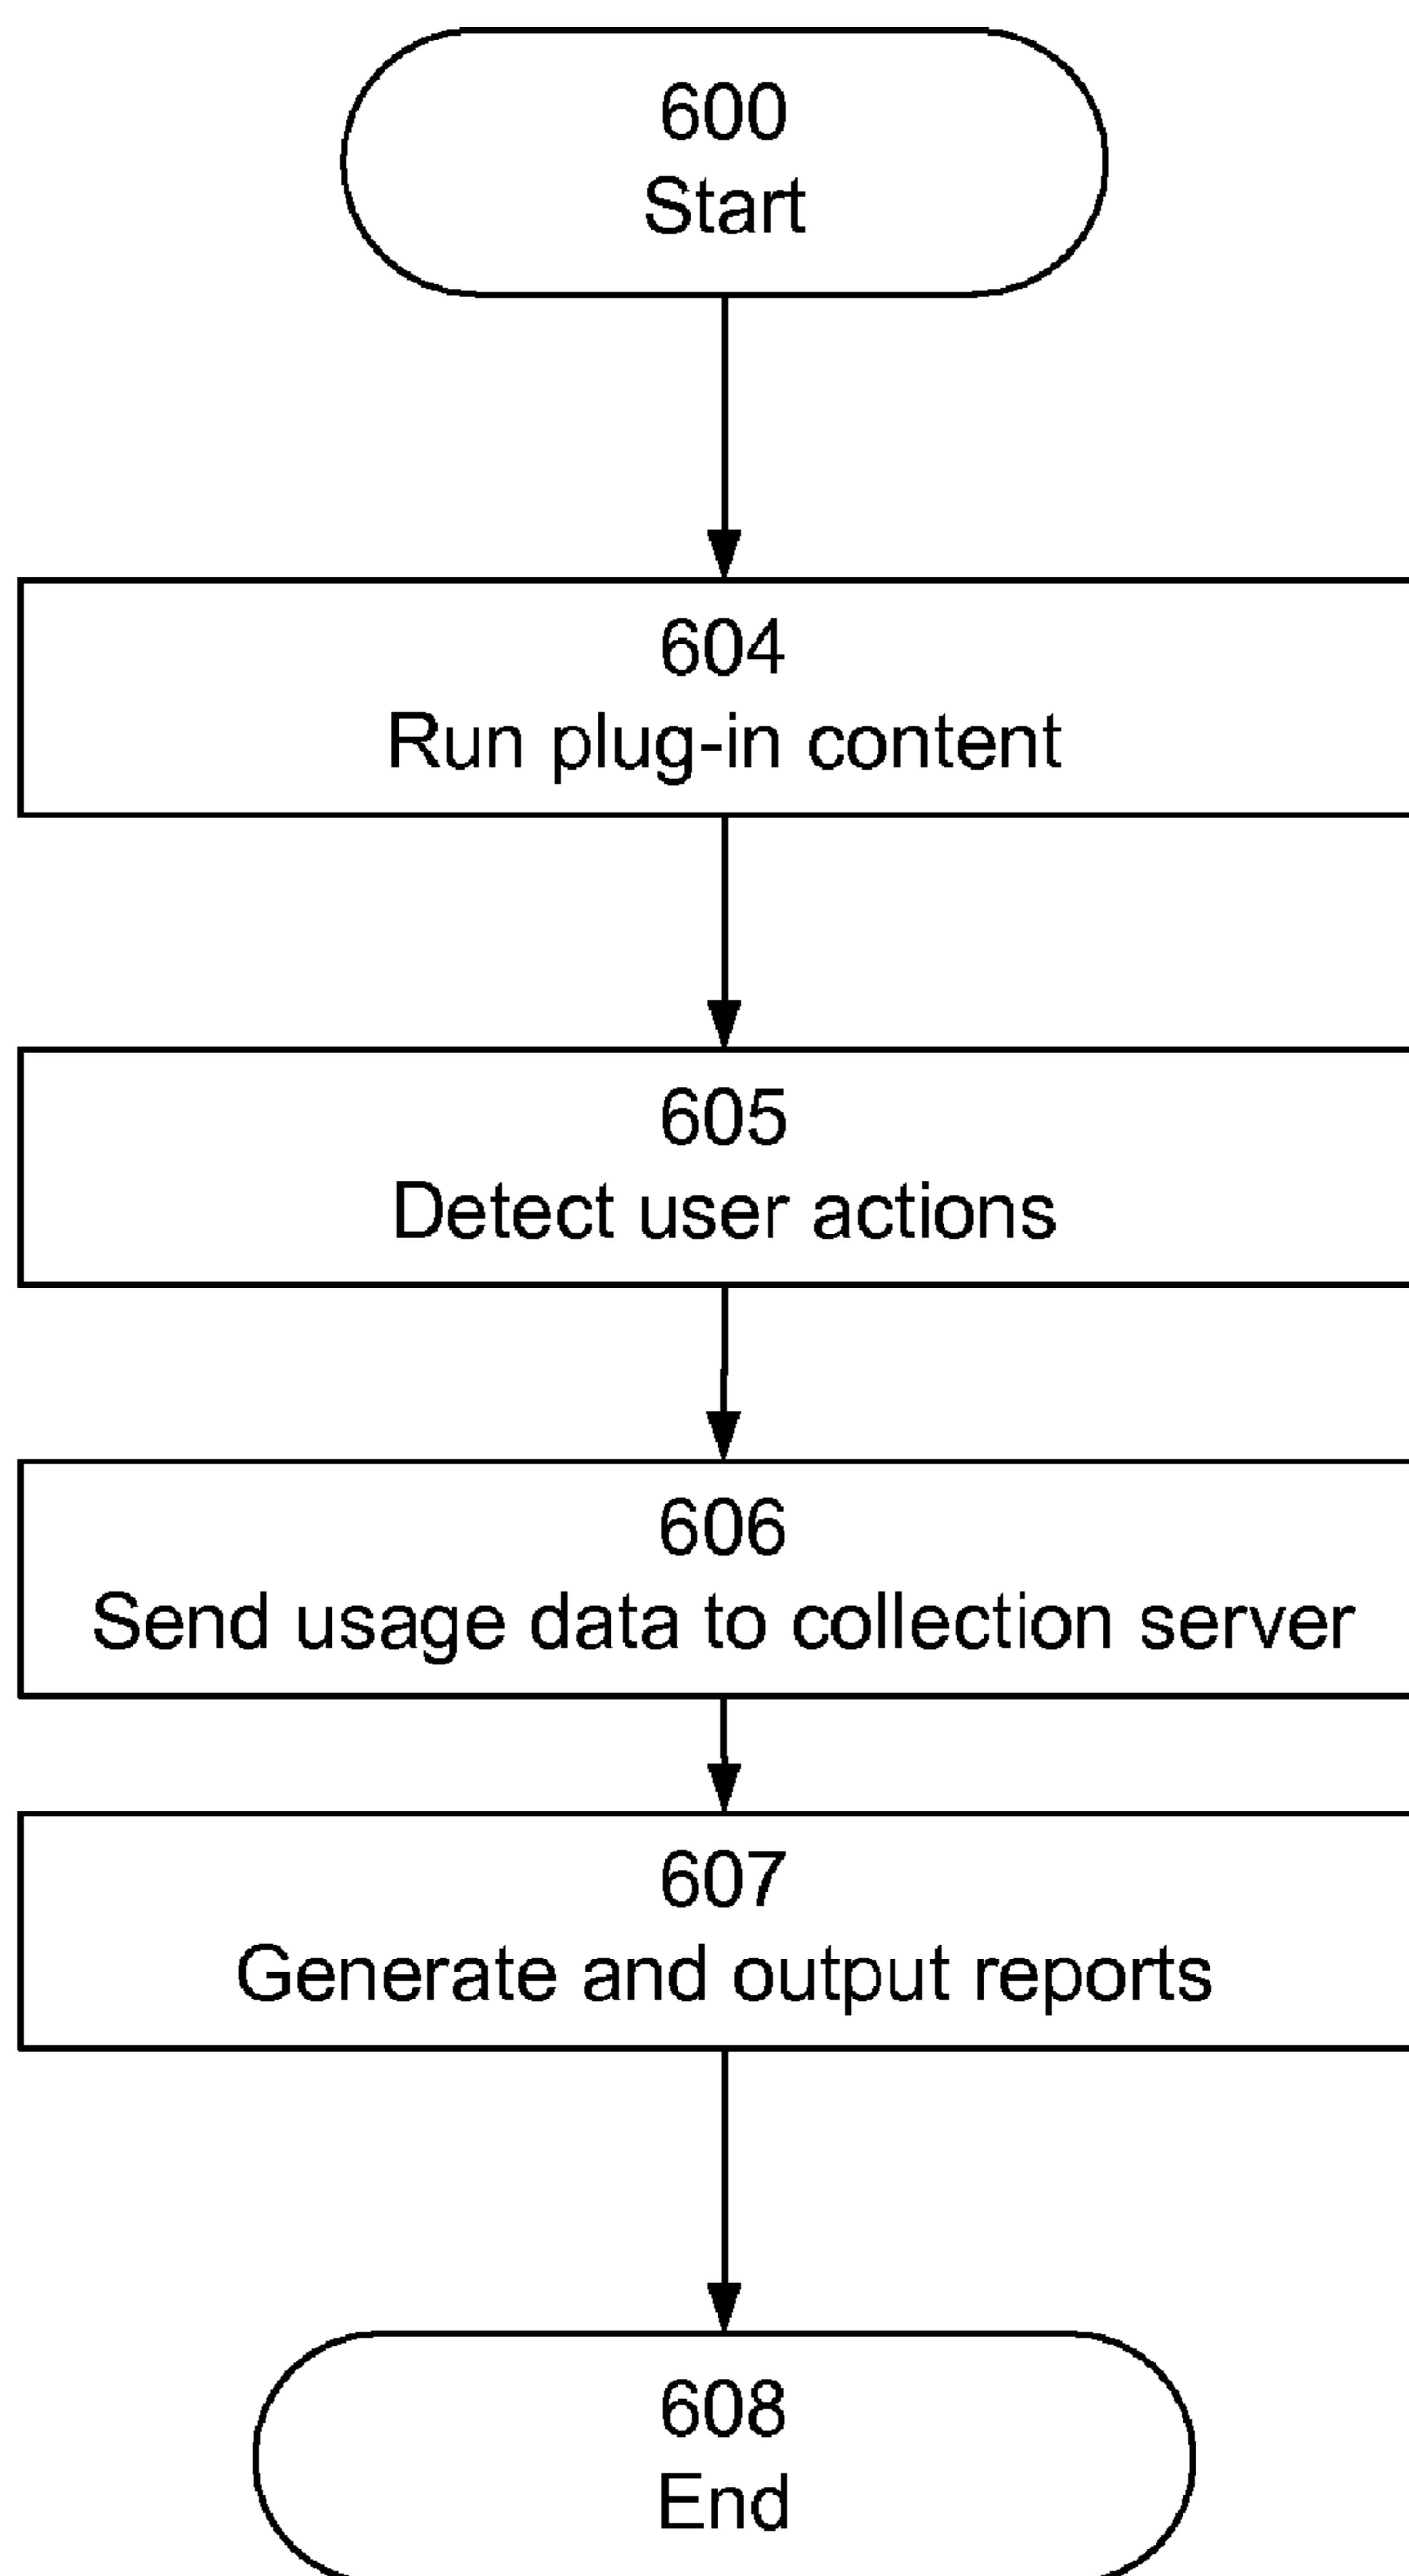 600
Start
604
Run plug-in content
605
Detect user actions
606
Send usage data to collection server
607
Generate and output reports
608
End